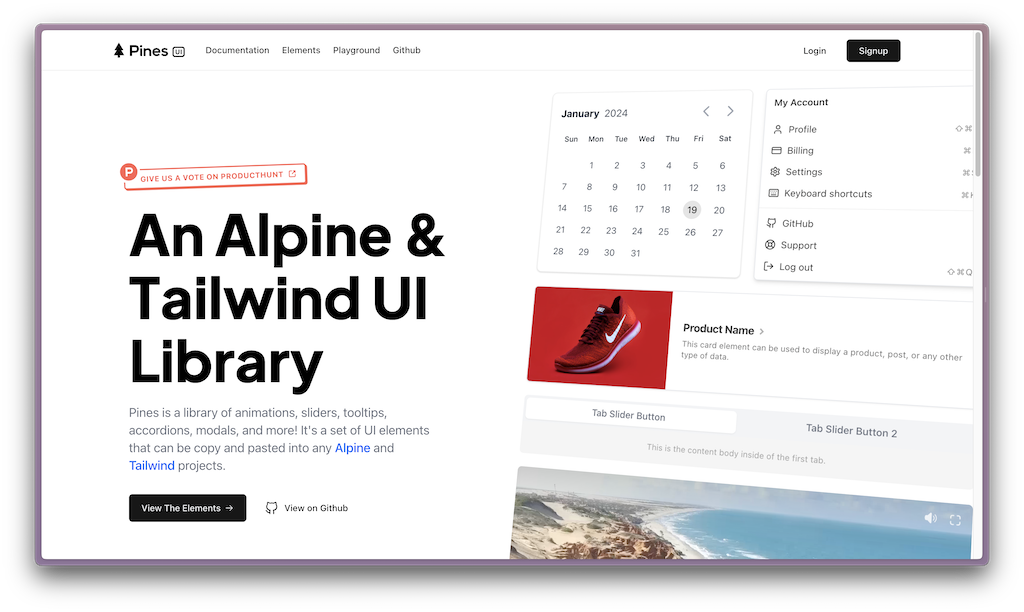 Pines UI
Documentation Elements Playground Github
Login
Signup
P
GIVE US A VOTE ON PRODUCTHUNT
An Alpine &
Tailwind UI
Library
Pines is a library of animations, sliders, tooltips,
accordions, modals, and more! It's a set of UI elements
that can be copy and pasted into any Alpine and
Tailwind projects.
View The Elements →
View on Github
January 2024
Sun Mon Tue Wed Thu Fri Sat
1 2 3 4 5 6
7 8 9 10 11 12 13
14 15 16 17 18 19 20
21 22 23 24 25 26 27
28 29 30 31
My Account
Profile ⇧⌘
Billing ⌘
Settings ⌘
Keyboard shortcuts ⌘
GitHub
Support
Log out ⇧⌘Q
Product Name
This card element can be used to display a product, post, or any other
type of data.
Tab Slider Button
Tab Slider Button 2
This is the content body inside of the first tab.